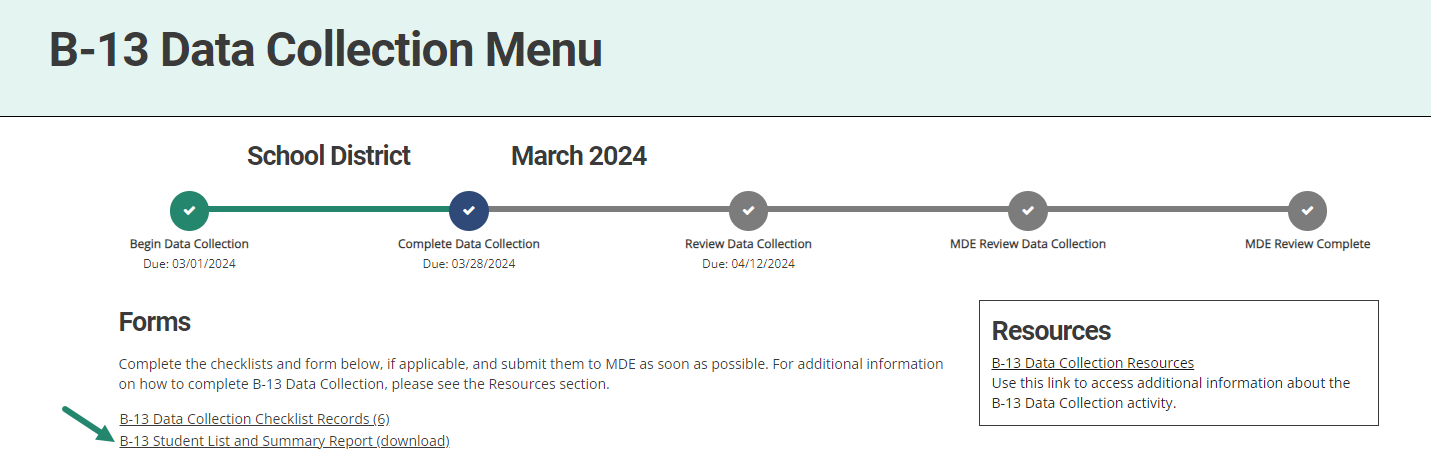 B-13 Data Collection Menu
School District
March 2024
Begin Data Collection
Due: 03/01/2024
Complete Data Collection
Due: 03/28/2024
Review Data Collection
Due: 04/12/2024
MDE Review Data Collection
MDE Review Complete
Forms
Complete the checklists and form below, if applicable, and submit them to MDE as soon as possible. For additional information
on how to complete B-13 Data Collection, please see the Resources section.
B-13 Data Collection Checklist Records (6)
B-13 Student List and Summary Report (download)
Resources
B-13 Data Collection Resources
Use this link to access additional information about the
B-13 Data Collection activity.